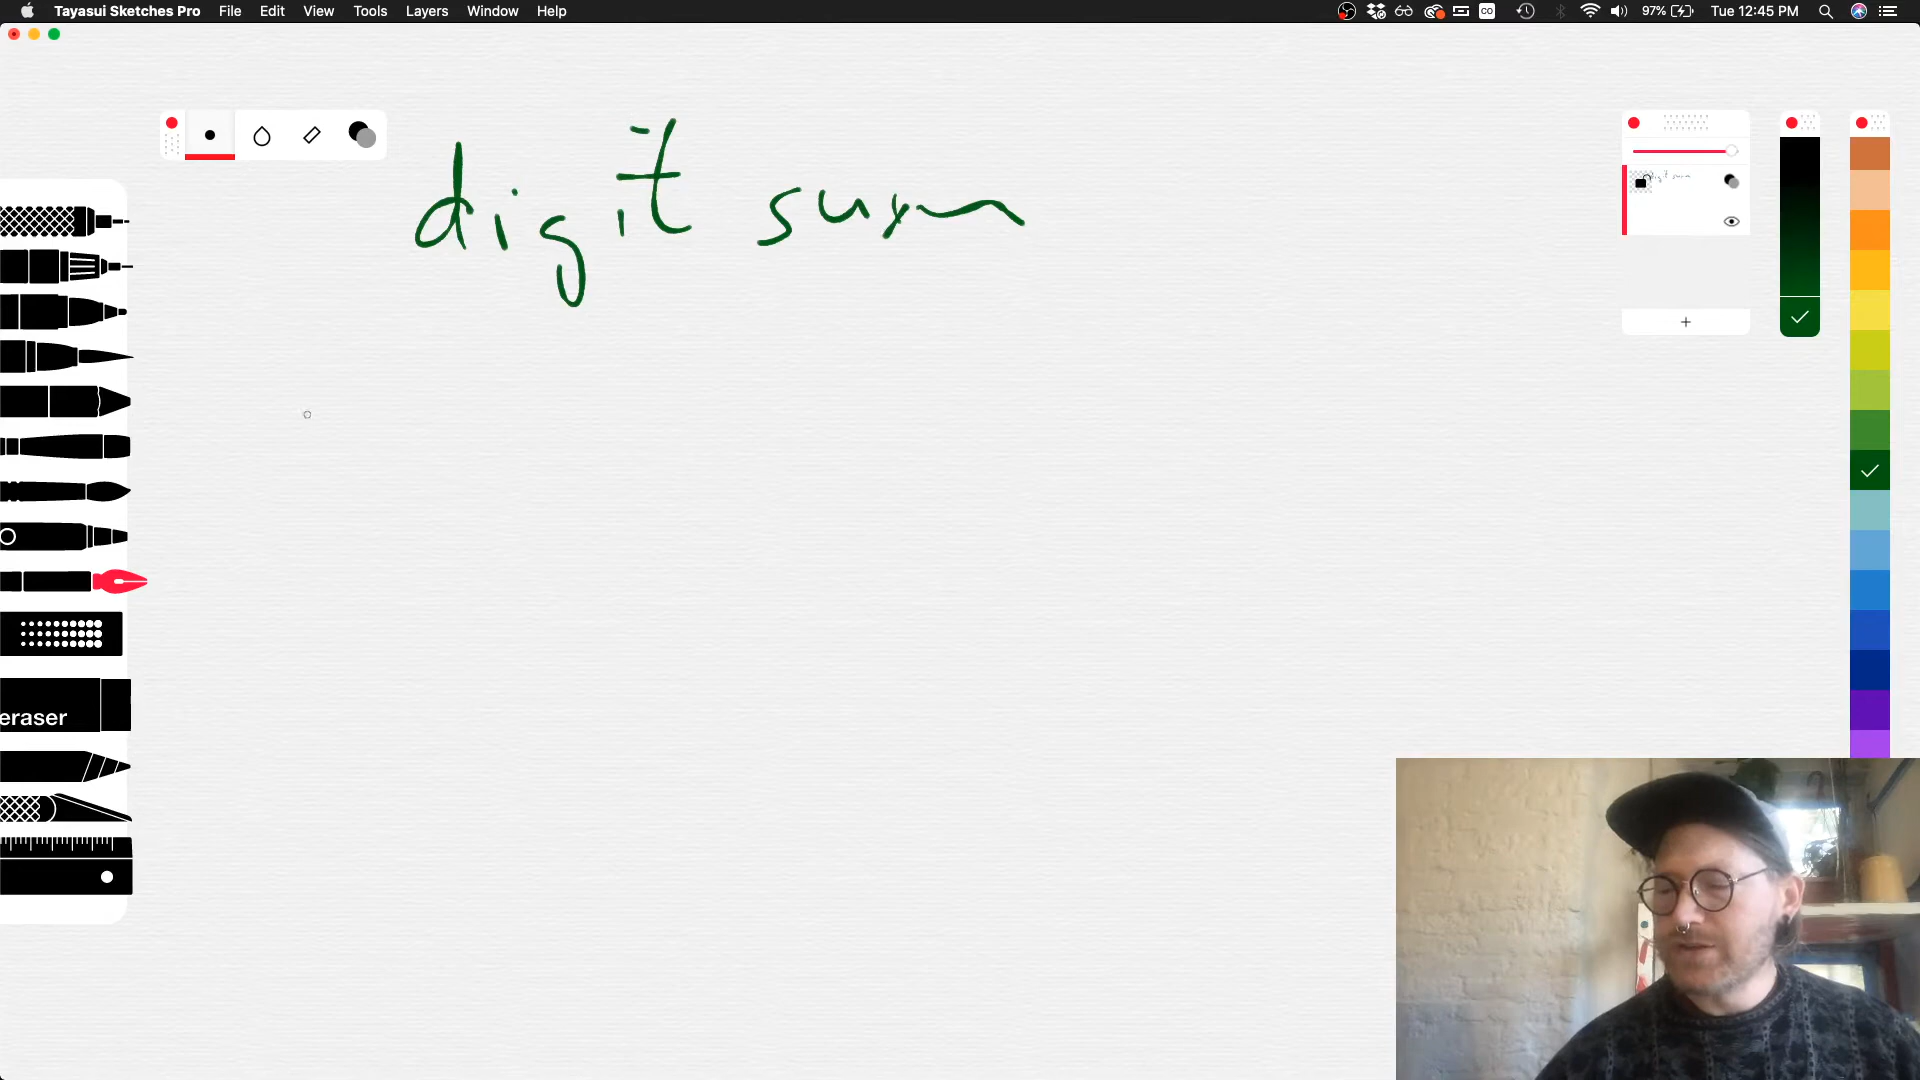 Tayasui Sketches Pro File Edit View Tools Layers Window Help 97% Tue 12:45 PM
digit sum
eraser